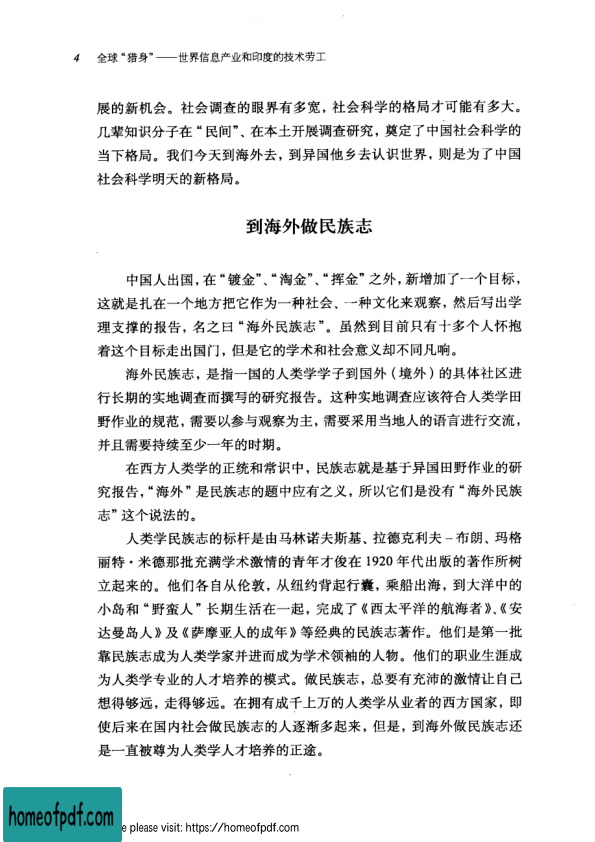 4 全球“猎身”——世界信息产业和印度的技术劳工
展的新机会。社会调查的眼界有多宽，社会科学的格局才可能有多大。
几辈知识分子在“民间”、在本土开展调查研究，奠定了中国社会科学的
当下格局。我们今天到海外去，到异国他乡去认识世界，则是为了中国
社会科学明天的新格局。
到海外做民族志
中国人出国，在“镀金”、“淘金”、“挥金”之外，新增加了一个目标，
这就是扎在一个地方把它作为一种社会、一种文化来观察，然后写出学
理支撑的报告，名之曰“海外民族志”。虽然到目前只有十多个人怀抱
着这个目标走出国门，但是它的学术和社会意义却不同凡响。
海外民族志，是指一国的人类学学子到国外（境外）的具体社区进
行长期的实地调查而撰写的研究报告。这种实地调查应该符合人类学田
野作业的规范，需要以参与观察为主，需要采用当地人的语言进行交流，
并且需要持续至少一年的时期。
在西方人类学的正统和常识中，民族志就是基于异国田野作业的研
究报告，“海外”是民族志的题中应有之义，所以它们是没有“海外民族
志”这个说法的。
人类学民族志的标杆是由马林诺夫斯基、拉德克利夫–布朗、玛格
丽特·米德那批充满学术激情的青年才俊在 1920 年代出版的著作所树
立起来的。他们各自从伦敦，从纽约背起行囊，乘船出海，到大洋中的
小岛和“野蛮人”长期生活在一起，完成了《西太平洋的航海者》、《安
达曼岛人》及《萨摩亚人的成年》等经典的民族志著作。他们是第一批
靠民族志成为人类学家并进而成为学术领袖的人物。他们的职业生涯成
为人类学专业的人才培养的模式。做民族志，总要有充沛的激情让自己
想得够远，走得够远。在拥有成千上万的人类学从业者的西方国家，即
使后来在国内社会做民族志的人逐渐多起来，但是，到海外做民族志还
是一直被尊为人类学人才培养的正途。
homeofpdf.com
e please visit: https://homeofpdf.com